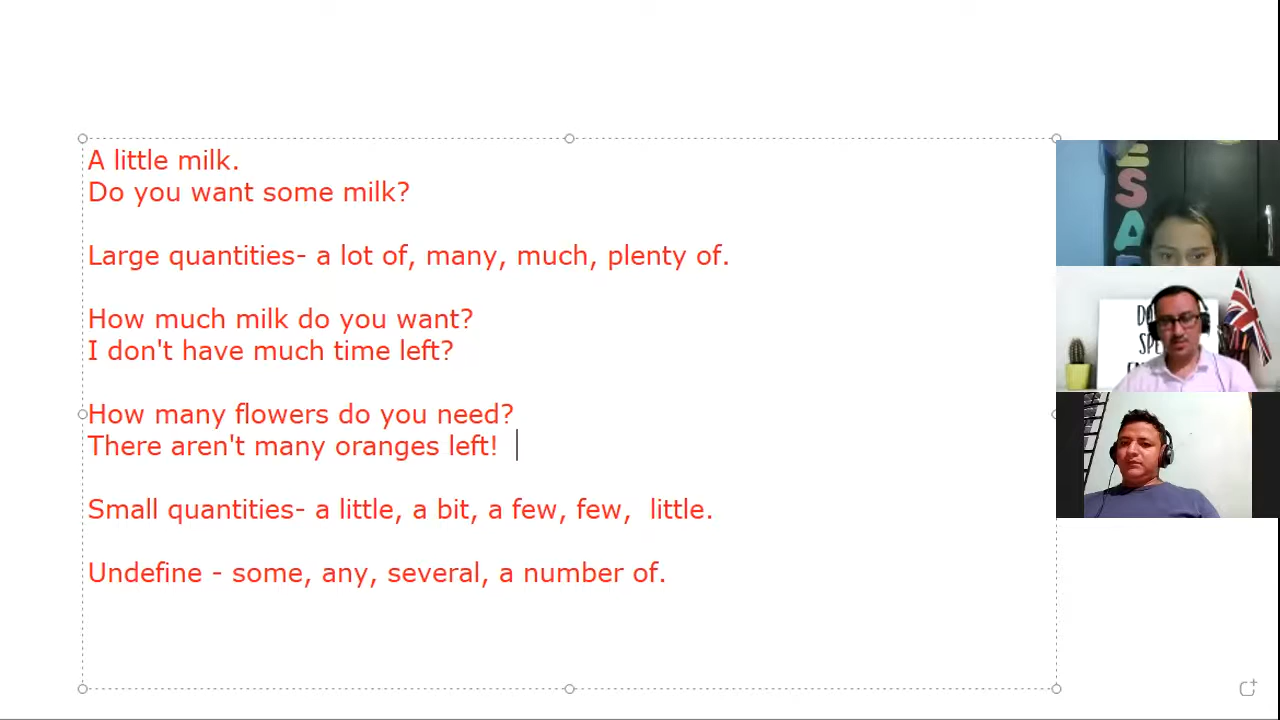 A little milk.
Do you want some milk?
Large quantities- a lot of, many, much, plenty of.
How much milk do you want?
I don't have much time left?
How many flowers do you need?
There aren't many oranges left!
Small quantities- a little, a bit, a few, few,  little.
Undefine - some, any, several, a number of.
E
S
A
DO
SPE